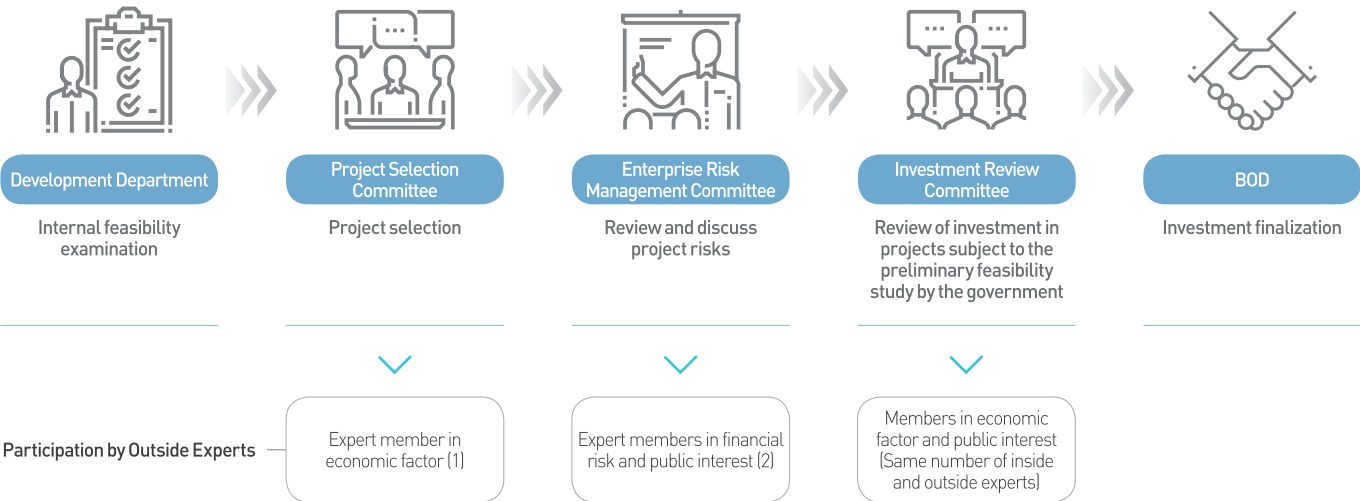 Development Department
Internal feasibility
examination
Project Selection
Committee
Project selection
Enterprise Risk
Management Committee
Review and discuss
project risks
Investment Review
Committee
Review of investment in
projects subject to the
preliminary feasibility
study by the government
BOD
Investment finalization
Participation by Outside Experts
Expert member in
economic factor (1)
Expert members in financial
risk and public interest (2)
Members in economic
factor and public interest
(Same number of inside
and outside experts)